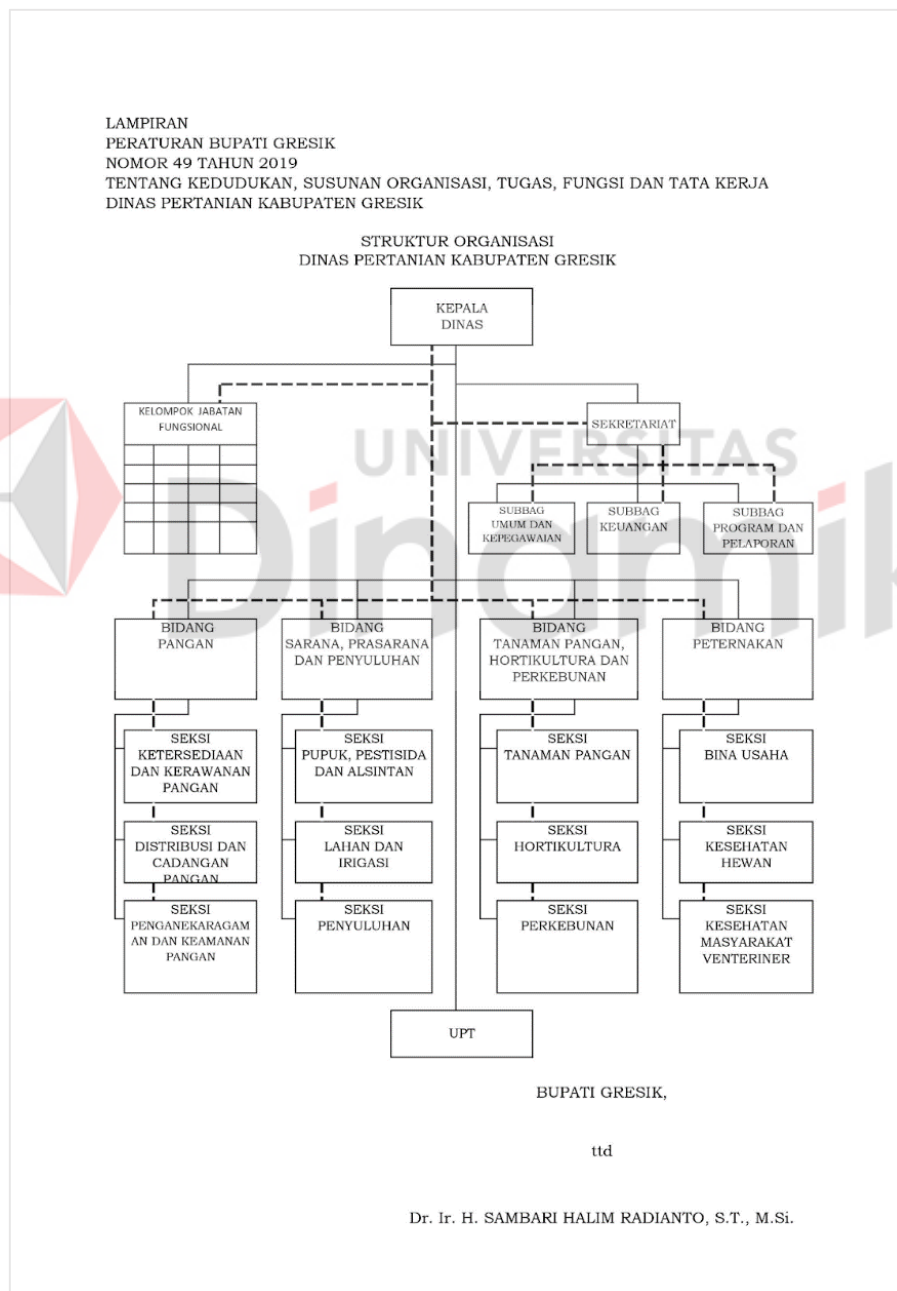 LAMPIRAN
PERATURAN BUPATI GRESIK
NOMOR 49 TAHUN 2019
TENTANG KEDUDUKAN, SUSUNAN ORGANISASI, TUGAS, FUNGSI DAN TATA KERJA
DINAS PERTANIAN KABUPATEN GRESIK
STRUKTUR ORGANISASI
DINAS PERTANIAN KABUPATEN GRESIK
KEPALA
DINAS
KELOMPOK JABATAN
FUNGSIONAL
SEKRETARIAT
UNIVERSITAS
Dinamik
SUBBAG
UMUM DAN
KEPEGAWAIAN
SUBBAG
KEUANGAN
SUBBAG
PROGRAM DAN
PELAPORAN
BIDANG
PANGAN
BIDANG
SARANA, PRASARANA
DAN PENYULUHAN
BIDANG
TANAMAN PANGAN,
HORTIKULTURA DAN
PERKEBUNAN
BIDANG
PETERNAKAN
SEKSI
KETERSEDIAAN
DAN KERAWANAN
PANGAN
SEKSI
PUPUK, PESTISIDA
DAN ALSINTAN
SEKSI
TANAMAN PANGAN
SEKSI
BINA USAHA
SEKSI
DISTRIBUSI DAN
CADANGAN
PANGAN
SEKSI
LAHAN DAN
IRIGASI
SEKSI
HORTIKULTURA
SEKSI
KESEHATAN
HEWAN
SEKSI
PENGANEKARAGAM
AN DAN KEAMANAN
PANGAN
SEKSI
PENYULUHAN
SEKSI
PERKEBUNAN
SEKSI
KESEHATAN
MASYARAKAT
VENTERINER
UPT
BUPATI GRESIK,
ttd
Dr. Ir. H. SAMBARI HALIM RADIANTO, S.T., M.Si.